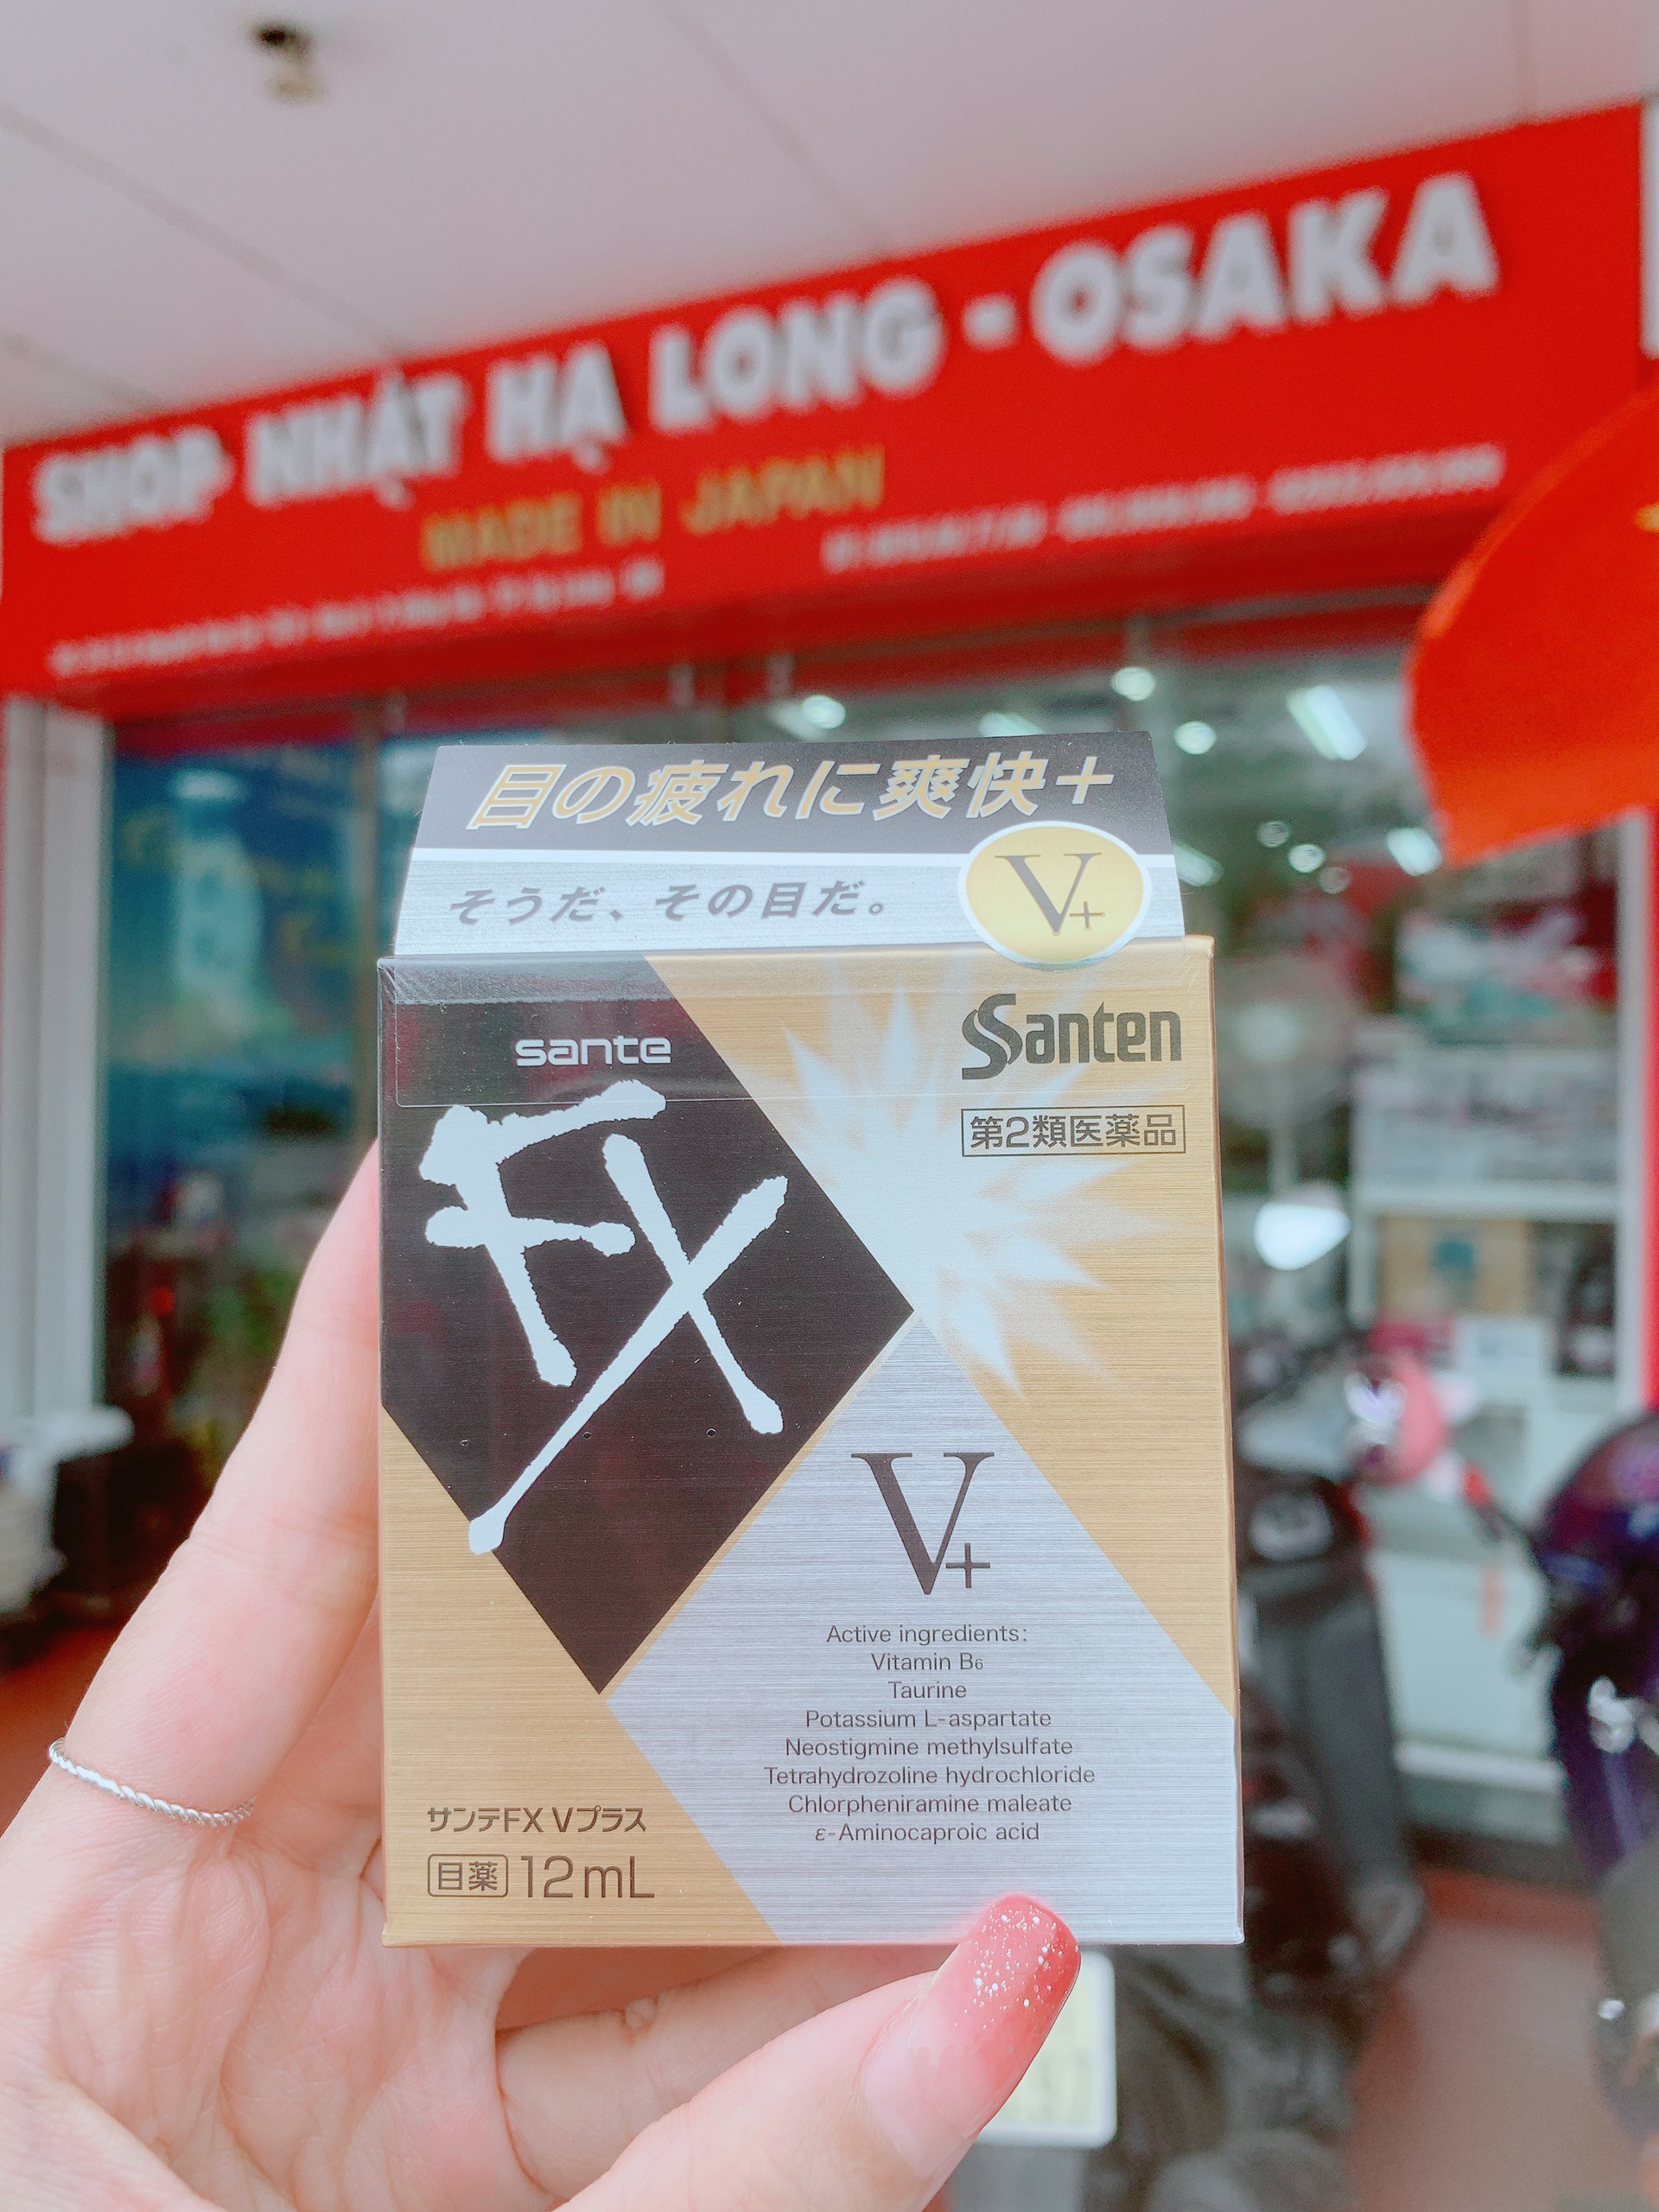 SHOP NHẬT HẠ LONG - OSAKA
MADE IN JAPAN
目の疲れに爽快+
そうだ、その目だ。
V+
sante
FX
Santen
第2類医薬品
V+
Active ingredients:
Vitamin B6
Taurine
Potassium L-aspartate
Neostigmine methylsulfate
Tetrahydrozoline hydrochloride
Chlorpheniramine maleate
ε-Aminocaproic acid
サンテFX Vプラス
目薬 12mL